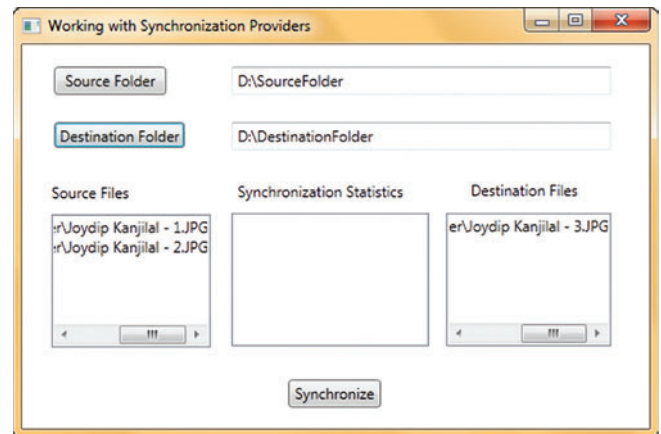 Working with Synchronization Providers
Source Folder
D:\SourceFolder
Destination Folder
D:\DestinationFolder
Source Files
Synchronization Statistics
Destination Files
er\Joydip Kanjilal - 1.JPG
er\Joydip Kanjilal - 2.JPG
er\Joydip Kanjilal - 3.JPG
Synchronize